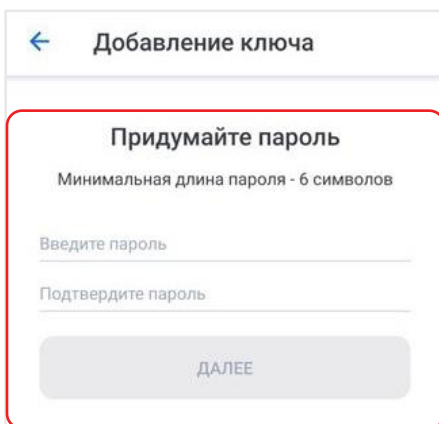 Добавление ключа
Придумайте пароль
Минимальная длина пароля - 6 символов
Введите пароль
Подтвердите пароль
ДАЛЕЕ